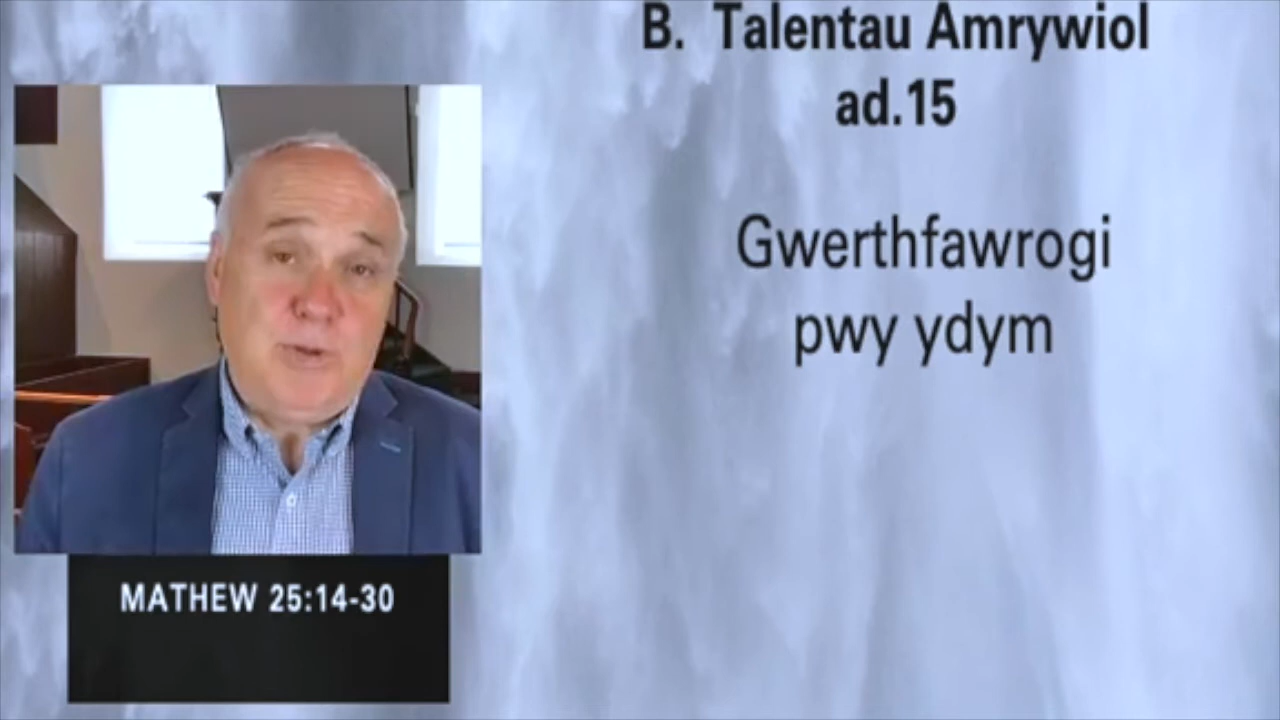 B. Talentau Amrywiol
ad.15
Gwerthfawrogi
pwy ydym
MATHEW 25:14-30